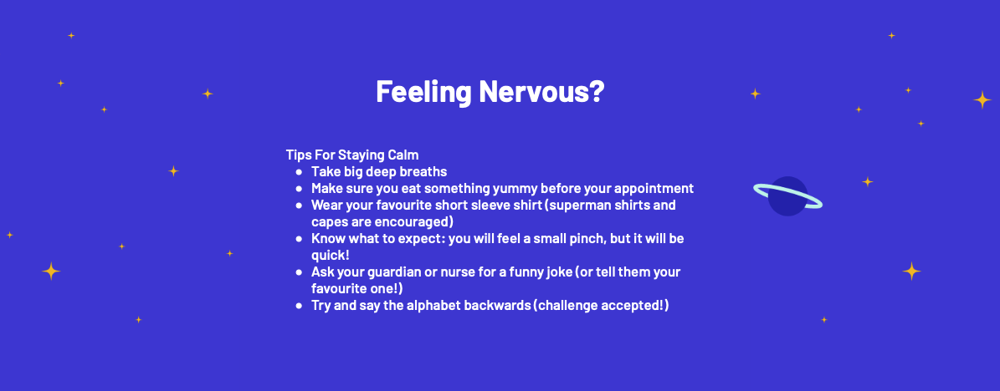 Feeling Nervous?
Tips For Staying Calm
● Take big deep breaths
● Make sure you eat something yummy before your appointment
● Wear your favourite short sleeve shirt (superman shirts and
capes are encouraged)
● Know what to expect: you will feel a small pinch, but it will be
quick!
● Ask your guardian or nurse for a funny joke (or tell them your
favourite one!)
● Try and say the alphabet backwards (challenge accepted!)